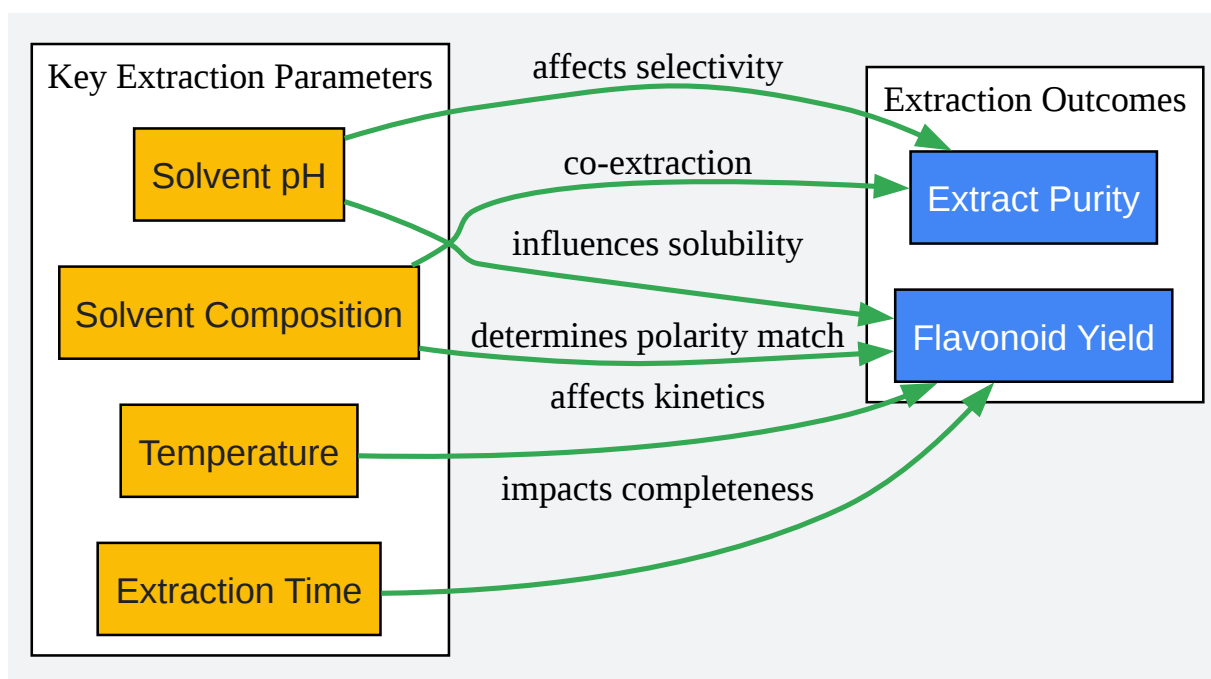 Key Extraction Parameters
Solvent pH
Solvent Composition
Temperature
Extraction Time
affects selectivity
co-extraction
influences solubility
determines polarity match
affects kinetics
impacts completeness
Extraction Outcomes
Extract Purity
Flavonoid Yield